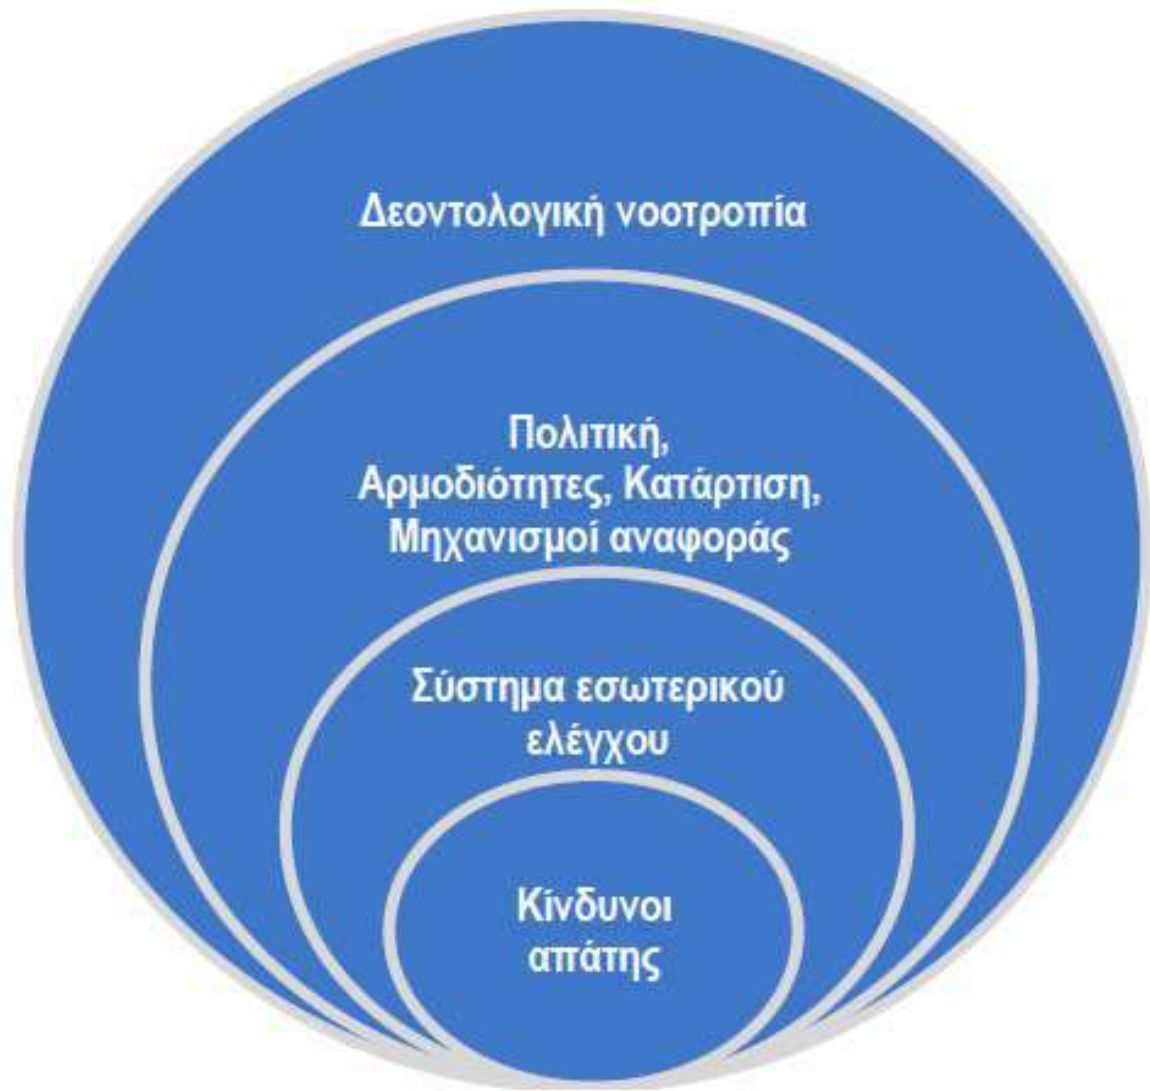 Δεοντολογική νοοτροπία
Πολιτική,
Αρμοδιότητες, Κατάρτιση,
Μηχανισμοί αναφοράς
Σύστημα εσωτερικού
ελέγχου
Κίνδυνοι
απάτης